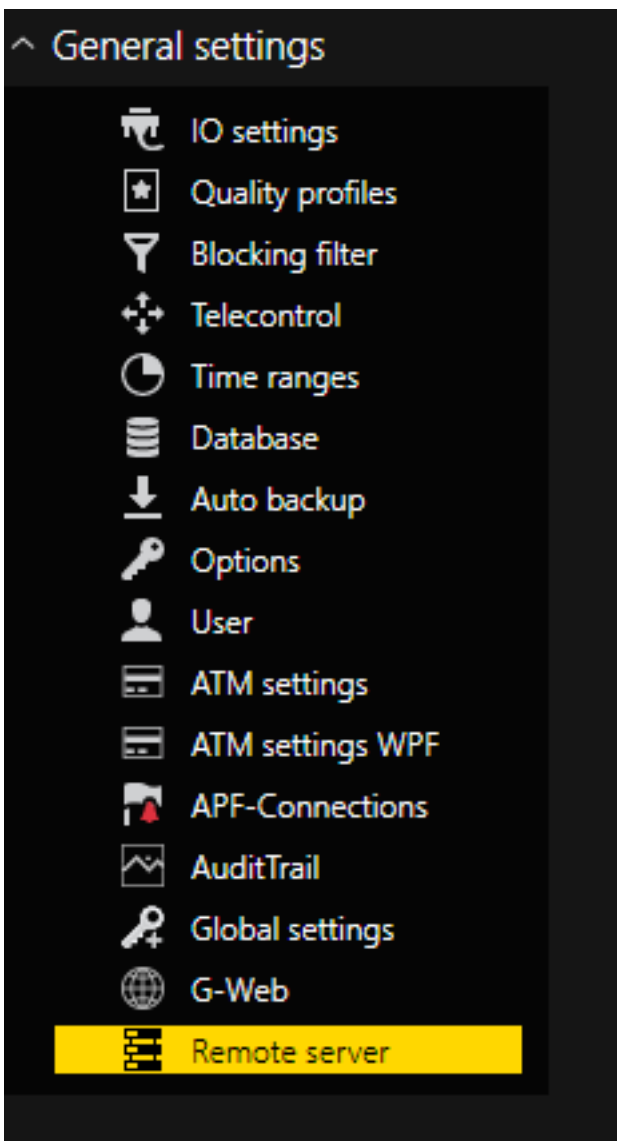 General settings
IO settings
Quality profiles
Blocking filter
Telecontrol
Time ranges
Database
Auto backup
Options
User
ATM settings
ATM settings WPF
APF-Connections
AuditTrail
Global settings
G-Web
Remote server